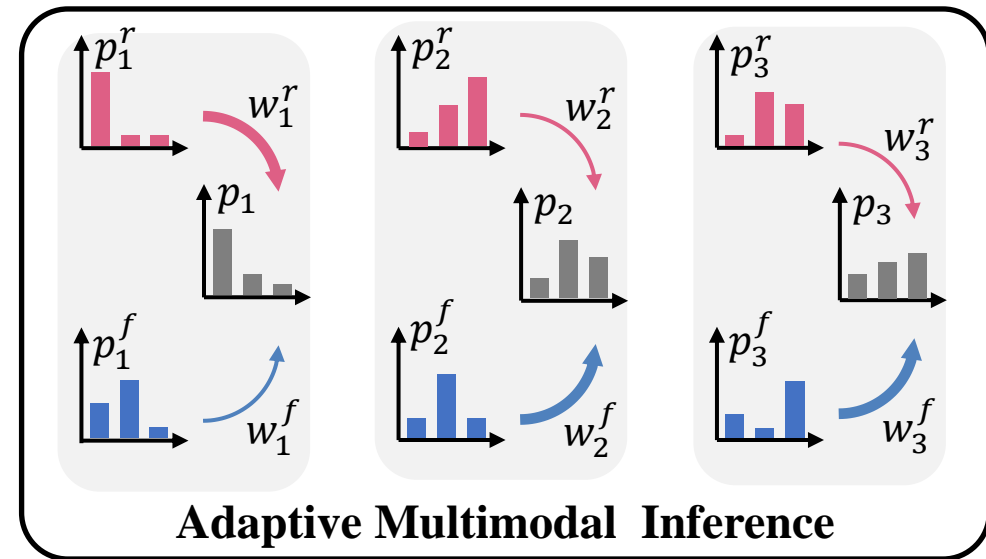 p_1^r w_1^r p_2^r w_2^r p_3^r w_3^r
p_1 p_2 p_3
p_1^f w_1^f p_2^f w_2^f p_3^f w_3^f
Adaptive Multimodal Inference